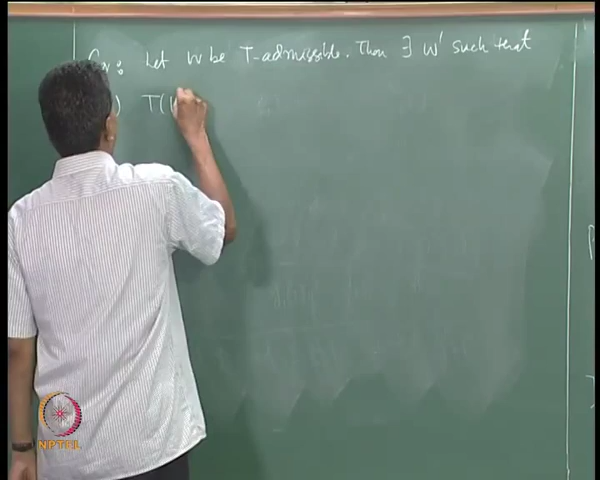 Cor: Let W be T-admissible. Then ∃ W' such that
) T(W
NPTEL